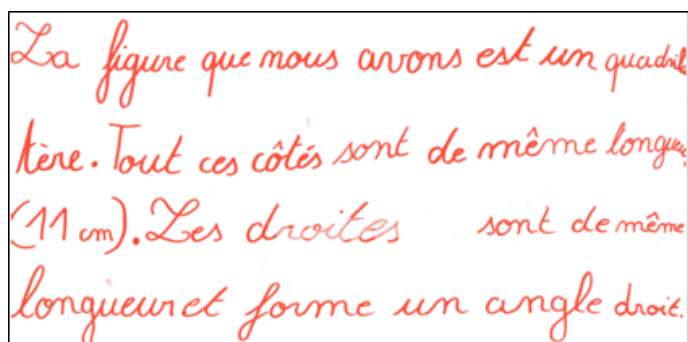 La figure que nous avons est un quadrila
tère. Tout ces côtés sont de même longueur
(11 cm). Les droites sont de même
longueur et forme un angle droit.